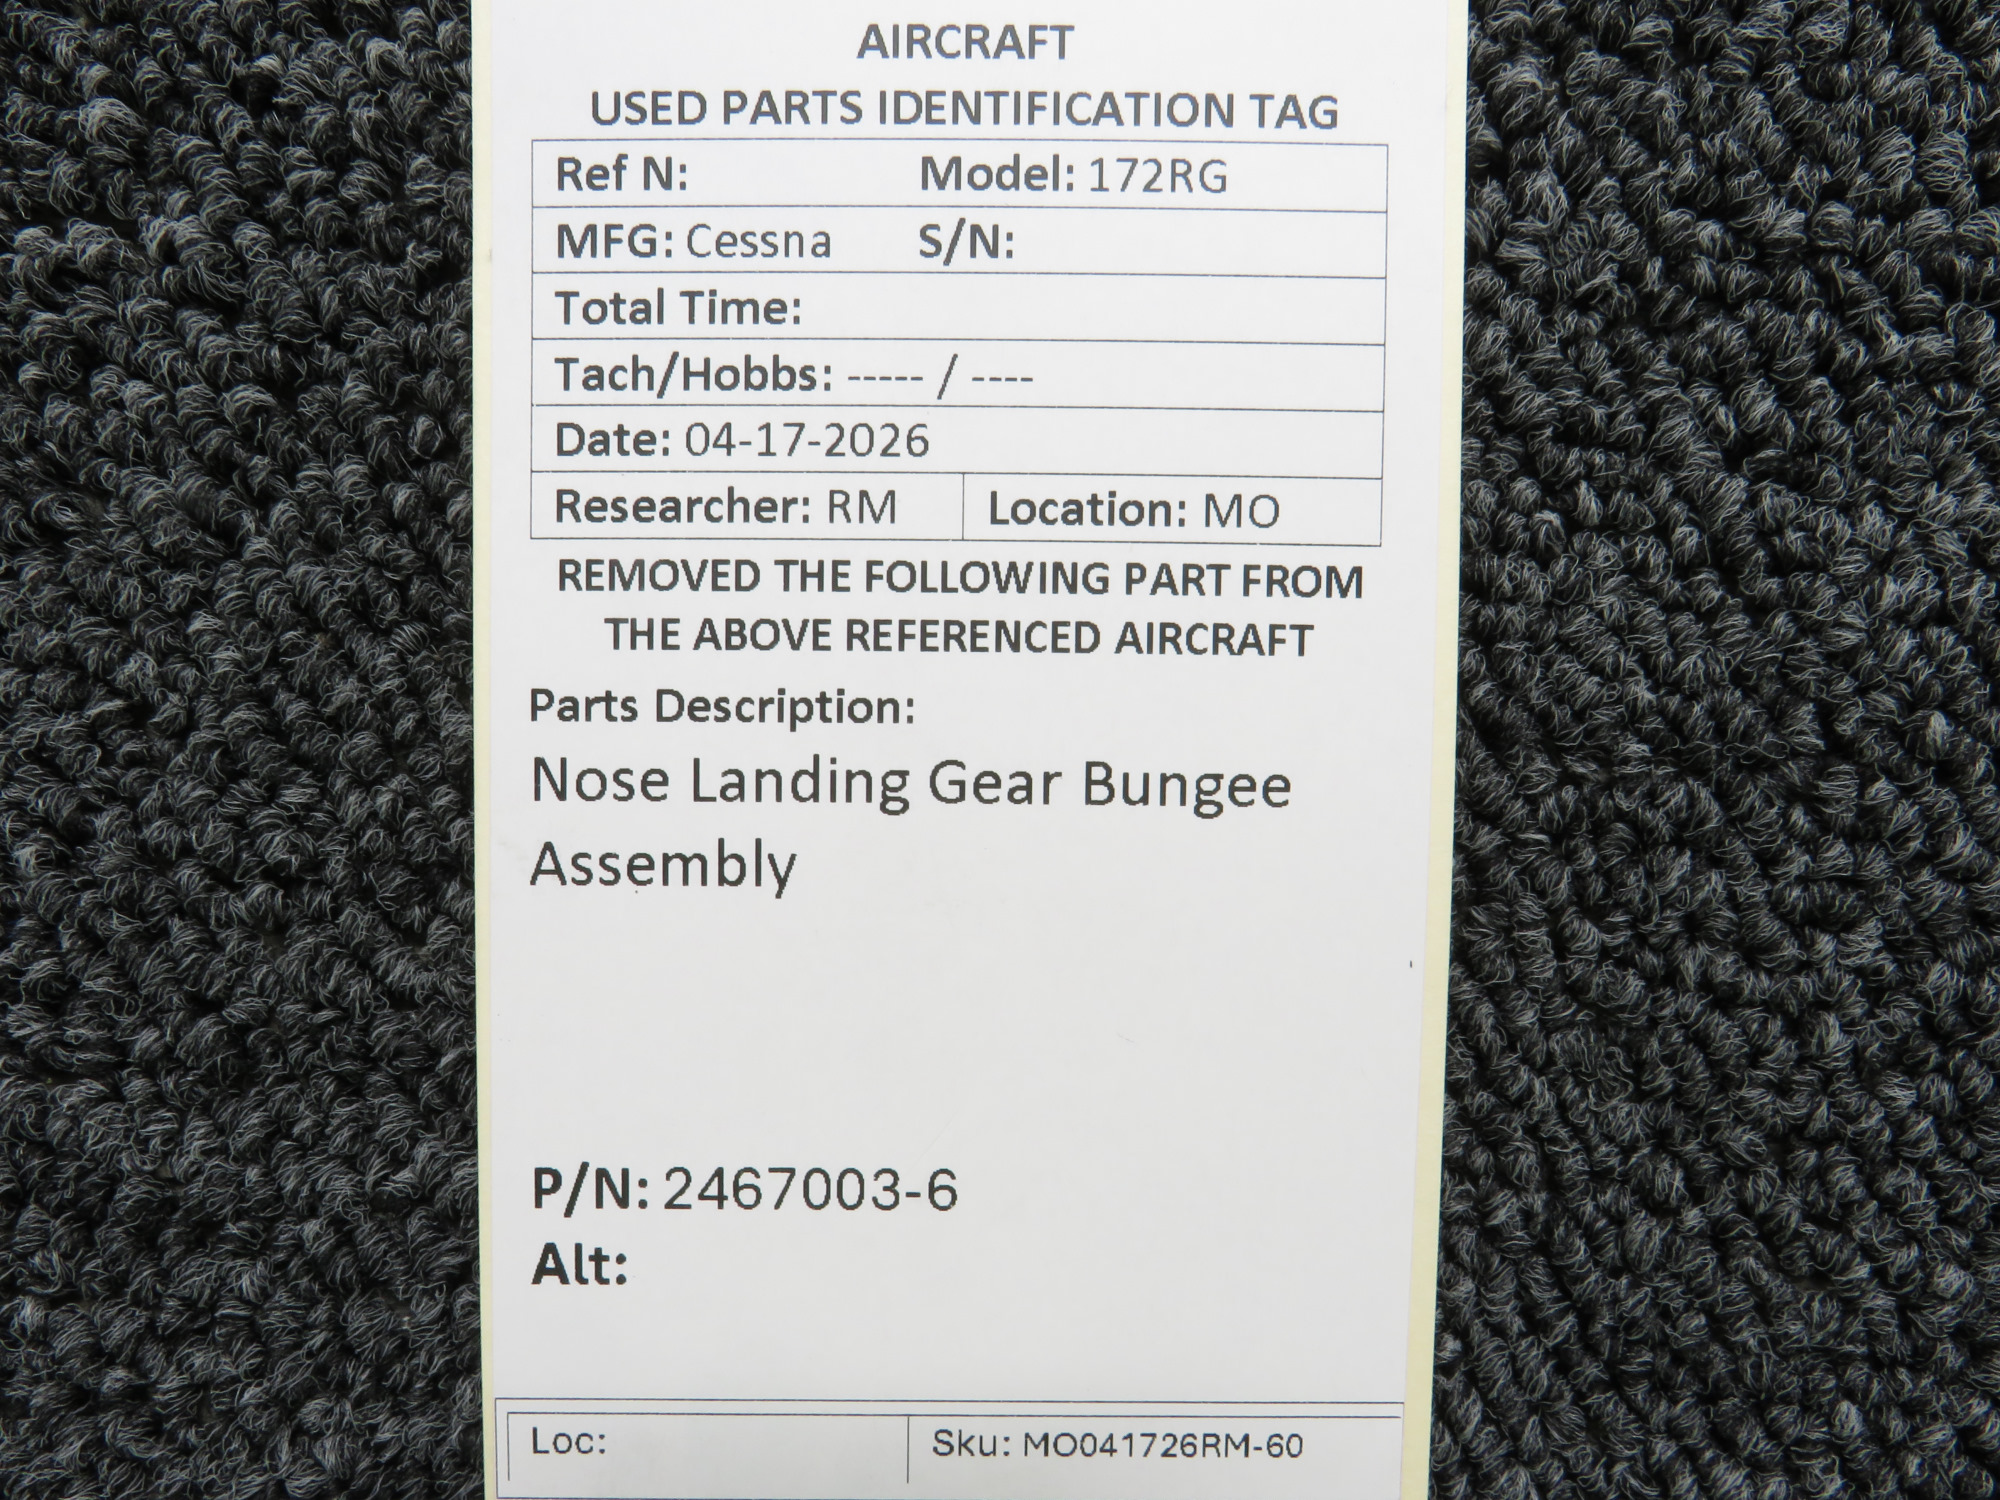 AIRCRAFT
USED PARTS IDENTIFICATION TAG
Ref N: Model: 172RG
MFG: Cessna S/N:
Total Time:
Tach/Hobbs: ----- / ----
Date: 04-17-2026
Researcher: RM Location: MO
REMOVED THE FOLLOWING PART FROM
THE ABOVE REFERENCED AIRCRAFT
Parts Description:
Nose Landing Gear Bungee
Assembly
P/N: 2467003-6
Alt:
Loc: Sku: MO041726RM-60